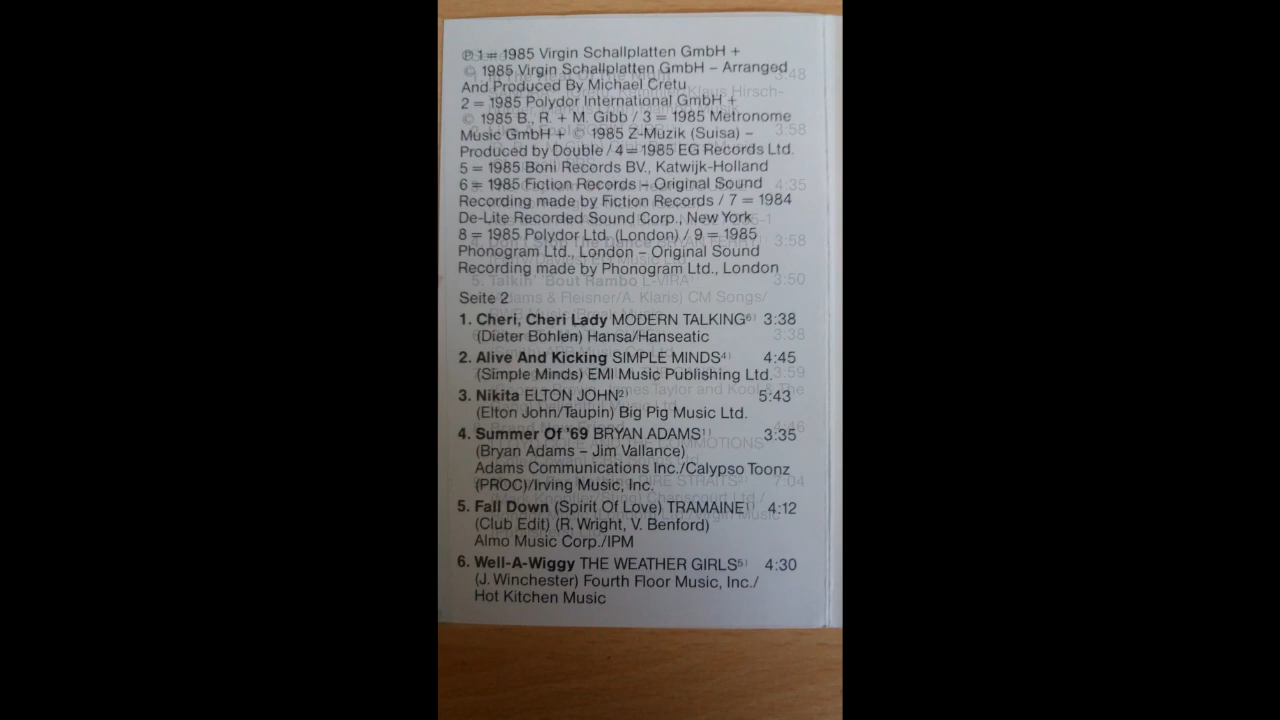 ℗ 1 = 1985 Virgin Schallplatten GmbH +
© 1985 Virgin Schallplatten GmbH – Arranged
And Produced By Michael Cretu
2 = 1985 Polydor International GmbH +
© 1985 B., R. + M. Gibb / 3 = 1985 Metronome
Music GmbH + © 1985 Z-Muzik (Suisa) –
Produced by Double / 4 = 1985 EG Records Ltd.
5 = 1985 Boni Records BV., Katwijk-Holland
6 = 1985 Fiction Records – Original Sound
Recording made by Fiction Records / 7 = 1984
De-Lite Recorded Sound Corp., New York
8 = 1985 Polydor Ltd. (London) / 9 = 1985
Phonogram Ltd., London – Original Sound
Recording made by Phonogram Ltd., London
Seite 2
1. Cheri, Cheri Lady MODERN TALKING⁶⁾ 3:38
(Dieter Bohlen) Hansa/Hanseatic
2. Alive And Kicking SIMPLE MINDS⁴⁾ 4:45
(Simple Minds) EMI Music Publishing Ltd.
3. Nikita ELTON JOHN²⁾ 5:43
(Elton John/Taupin) Big Pig Music Ltd.
4. Summer Of '69 BRYAN ADAMS¹⁾ 3:35
(Bryan Adams – Jim Vallance)
Adams Communications Inc./Calypso Toonz
(PROC)/Irving Music, Inc.
5. Fall Down (Spirit Of Love) TRAMAINE¹⁾ 4:12
(Club Edit) (R. Wright, V. Benford)
Almo Music Corp./IPM
6. Well-A-Wiggy THE WEATHER GIRLS⁵⁾ 4:30
(J. Winchester) Fourth Floor Music, Inc./
Hot Kitchen Music